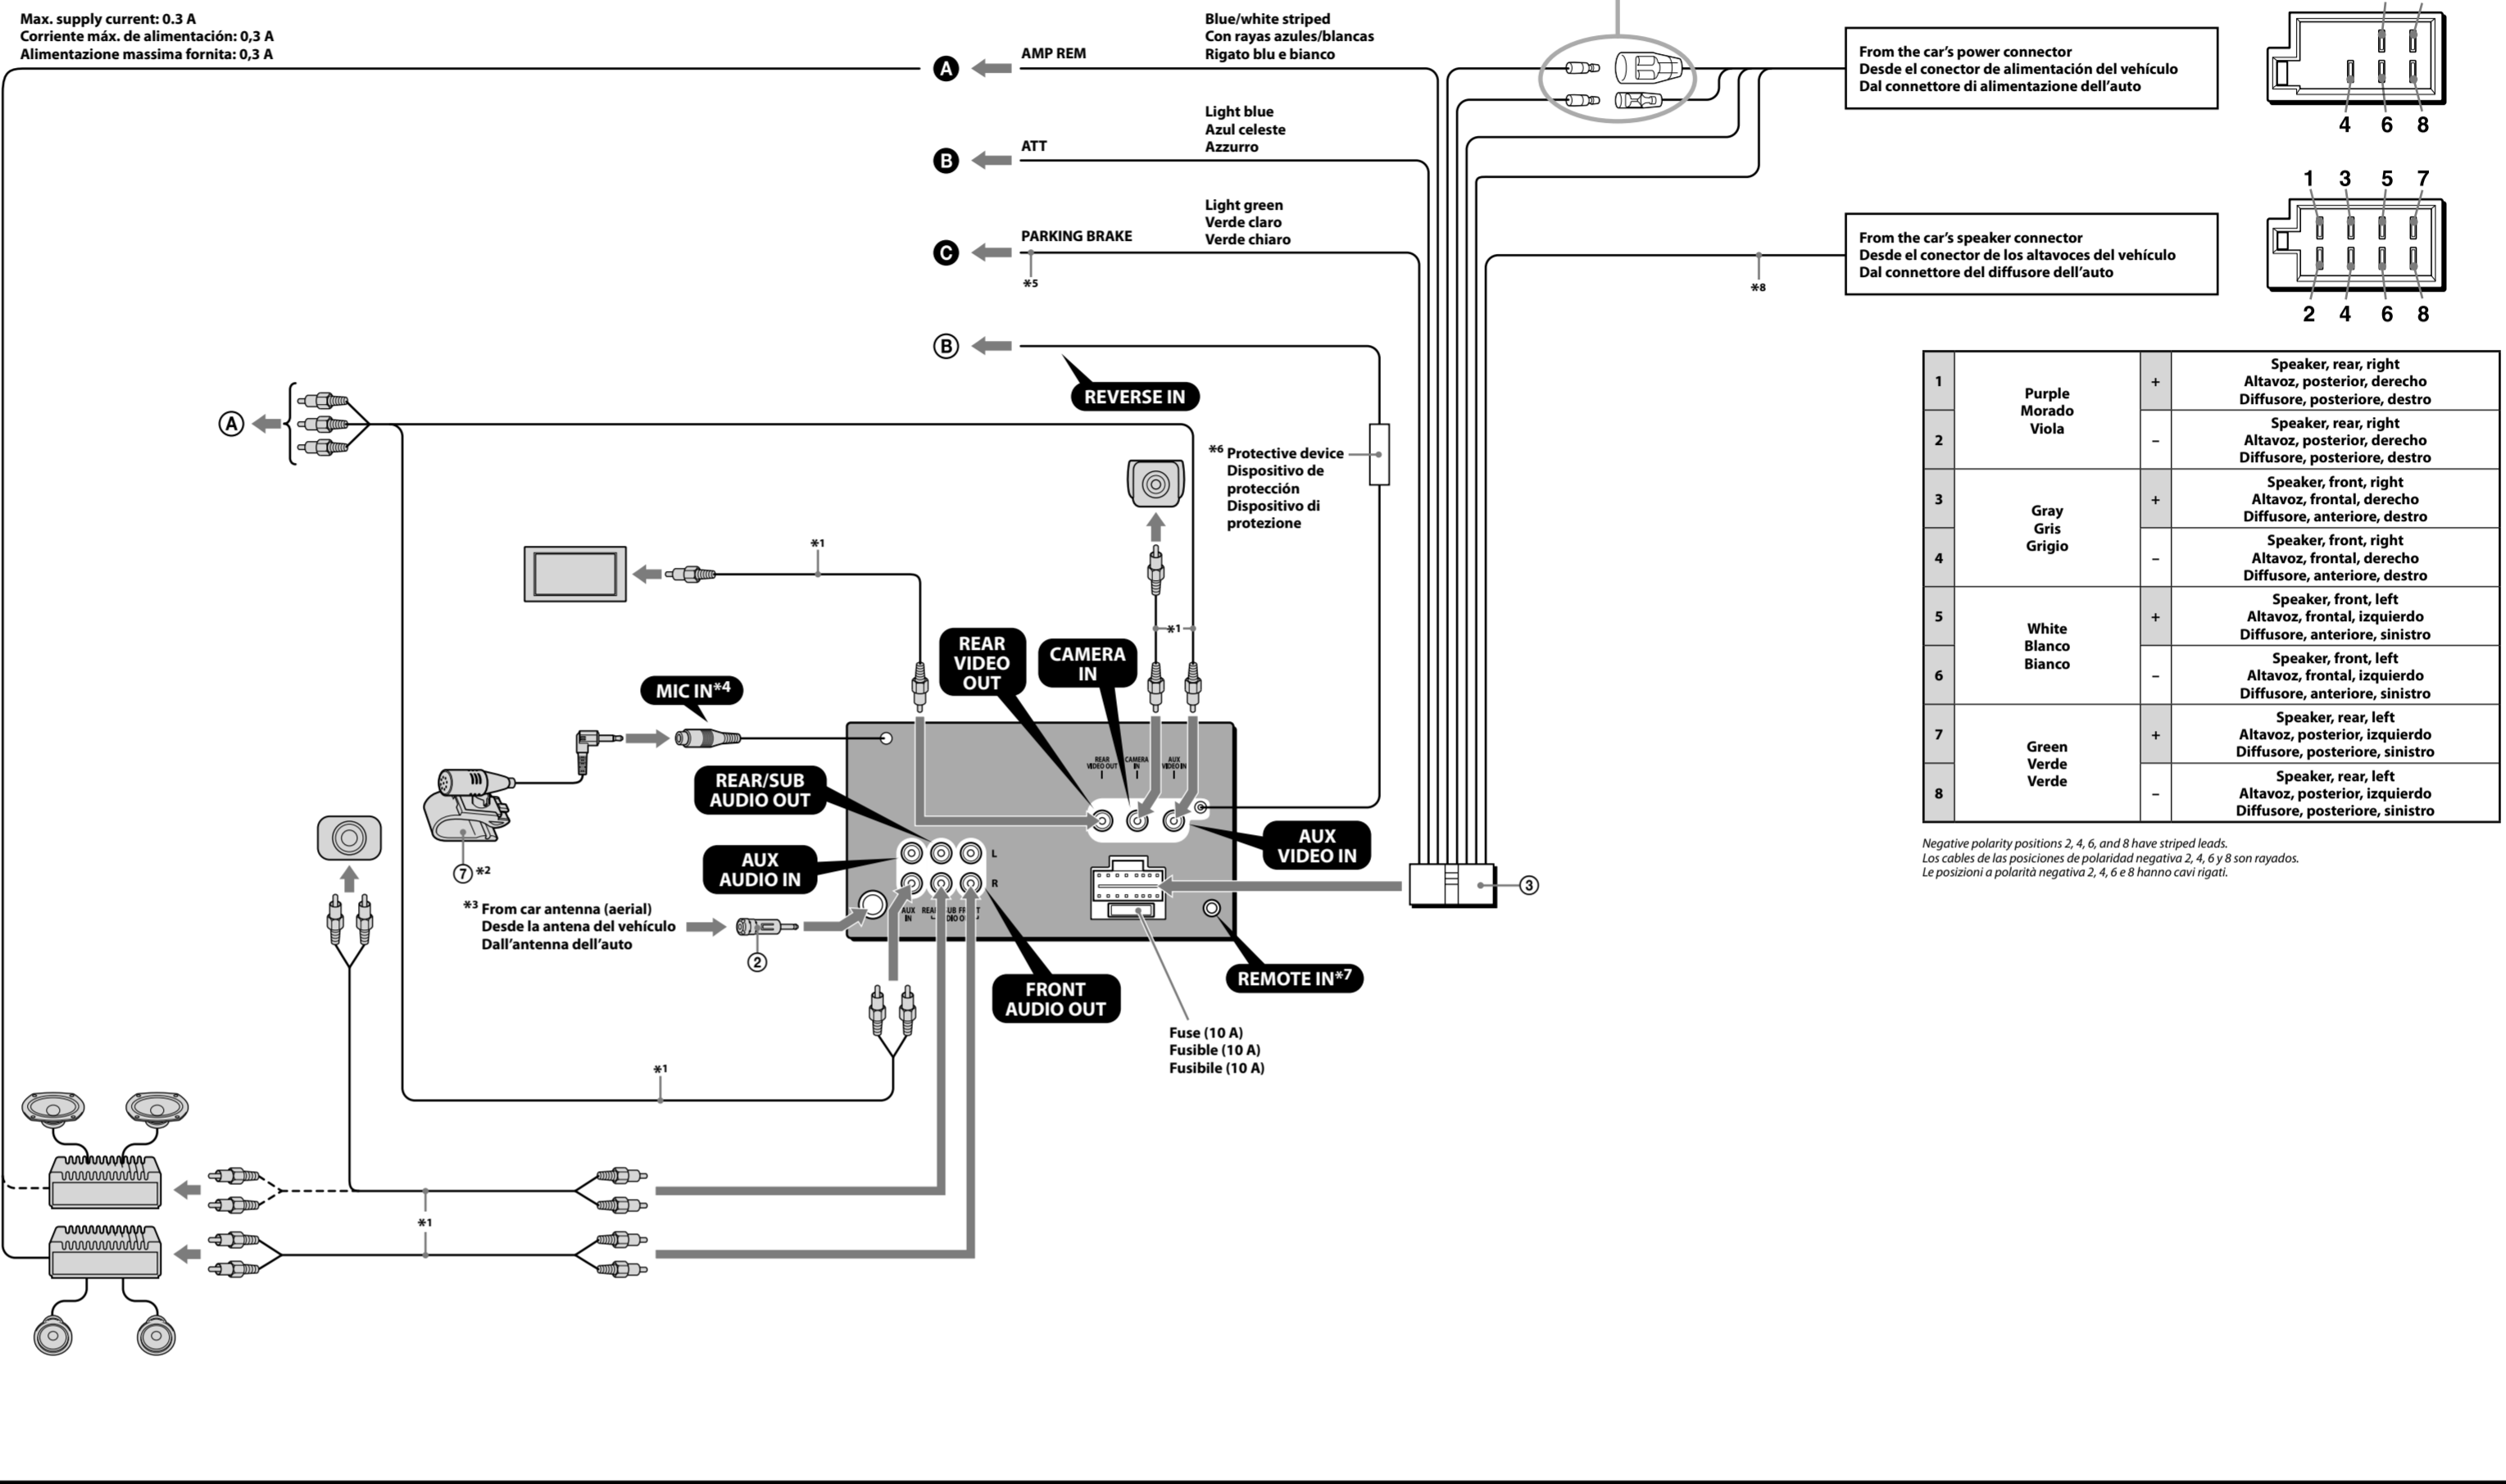 Max. supply current: 0.3 A
Corriente máx. de alimentación: 0,3 A
Alimentazione massima fornita: 0,3 A
A
AMP REM
Blue/white striped
Con rayas azules/blancas
Rigato blu e bianco
From the car's power connector
Desde el conector de alimentación del vehículo
Dal connettore di alimentazione dell'auto
4 6 8
B
ATT
Light blue
Azul celeste
Azzurro
C
PARKING BRAKE
*5
Light green
Verde claro
Verde chiaro
*8
From the car's speaker connector
Desde el conector de los altavoces del vehículo
Dal connettore del diffusore dell'auto
1 3 5 7
2 4 6 8
B
REVERSE IN
A
*6 Protective device
Dispositivo de
protección
Dispositivo di
protezione
*1
*1
REAR
VIDEO
OUT
CAMERA
IN
MIC IN*4
REAR/SUB
AUDIO OUT
AUX
AUDIO IN
REAR
VIDEO OUT
CAMERA
IN
AUX
VIDEO IN
AUX
VIDEO IN
L
R
AUX
IN
7 *2
*3 From car antenna (aerial)
Desde la antena del vehículo
Dall'antenna dell'auto
2
3
FRONT
AUDIO OUT
REMOTE IN*7
Fuse (10 A)
Fusible (10 A)
Fusibile (10 A)
*1
*1
1
Purple
Morado
Viola
+
Speaker, rear, right
Altavoz, posterior, derecho
Diffusore, posteriore, destro
2
–
Speaker, rear, right
Altavoz, posterior, derecho
Diffusore, posteriore, destro
3
Gray
Gris
Grigio
+
Speaker, front, right
Altavoz, frontal, derecho
Diffusore, anteriore, destro
4
–
Speaker, front, right
Altavoz, frontal, derecho
Diffusore, anteriore, destro
5
White
Blanco
Bianco
+
Speaker, front, left
Altavoz, frontal, izquierdo
Diffusore, anteriore, sinistro
6
–
Speaker, front, left
Altavoz, frontal, izquierdo
Diffusore, anteriore, sinistro
7
Green
Verde
Verde
+
Speaker, rear, left
Altavoz, posterior, izquierdo
Diffusore, posteriore, sinistro
8
–
Speaker, rear, left
Altavoz, posterior, izquierdo
Diffusore, posteriore, sinistro
Negative polarity positions 2, 4, 6, and 8 have striped leads.
Los cables de las posiciones de polaridad negativa 2, 4, 6 y 8 son rayados.
Le posizioni a polarità negativa 2, 4, 6 e 8 hanno cavi rigati.